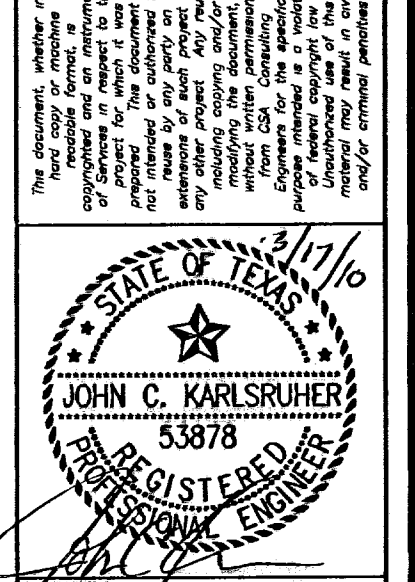 This document, whether in
hard copy or machine
readable format, is
copyrighted and an instrument
of Services in respect to
project for which it was
prepared This document
not intended or authorized
reuse by any party on
extensions of such project
any other project Any
including copying and/or
modifying the document,
without written permission
from CSA Consulting
Engineers for the specific
purpose intended is a
of federal copyright law
Unauthorized use of this
material may result in
and/or criminal penalties
3/17/10
STATE OF TEXAS
JOHN C. KARLSRUHER
53878
REGISTERED
PROFESSIONAL ENGINEER